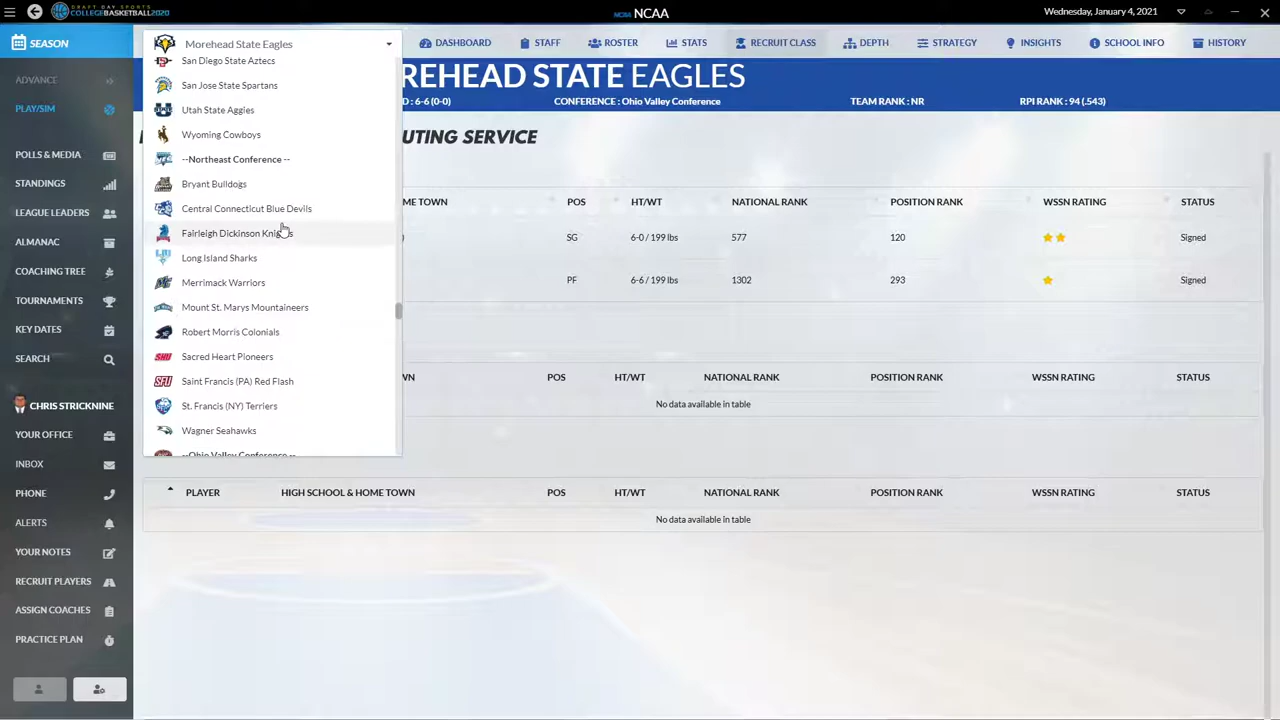 DRAFT DAY SPORTS
COLLEGE BASKETBALL 2020
NCAA NCAA
Wednesday, January 4, 2021
SEASON
Morehead State Eagles
DASHBOARD STAFF ROSTER STATS RECRUIT CLASS DEPTH STRATEGY INSIGHTS SCHOOL INFO HISTORY
REHEAD STATE EAGLES
D : 6-6 (0-0) CONFERENCE : Ohio Valley Conference TEAM RANK : NR RPI RANK : 94 (.543)
UTING SERVICE
ADVANCE
PLAY/SIM
POLLS & MEDIA
STANDINGS
LEAGUE LEADERS
ALMANAC
COACHING TREE
TOURNAMENTS
KEY DATES
SEARCH
CHRIS STRICKNINE
YOUR OFFICE
INBOX
PHONE
ALERTS
YOUR NOTES
RECRUIT PLAYERS
ASSIGN COACHES
PRACTICE PLAN
San Diego State Aztecs
San Jose State Spartans
Utah State Aggies
Wyoming Cowboys
--Northeast Conference --
Bryant Bulldogs
Central Connecticut Blue Devils
Fairleigh Dickinson Knights
Long Island Sharks
Merrimack Warriors
Mount St. Marys Mountaineers
Robert Morris Colonials
Sacred Heart Pioneers
Saint Francis (PA) Red Flash
St. Francis (NY) Terriers
Wagner Seahawks
--Ohio Valley Conference --
ME TOWN POS HT/WT NATIONAL RANK POSITION RANK WSSN RATING STATUS
) SG 6-0 / 199 lbs 577 120 Signed
PF 6-6 / 199 lbs 1302 293 Signed
WN POS HT/WT NATIONAL RANK POSITION RANK WSSN RATING STATUS
No data available in table
PLAYER HIGH SCHOOL & HOME TOWN POS HT/WT NATIONAL RANK POSITION RANK WSSN RATING STATUS
No data available in table